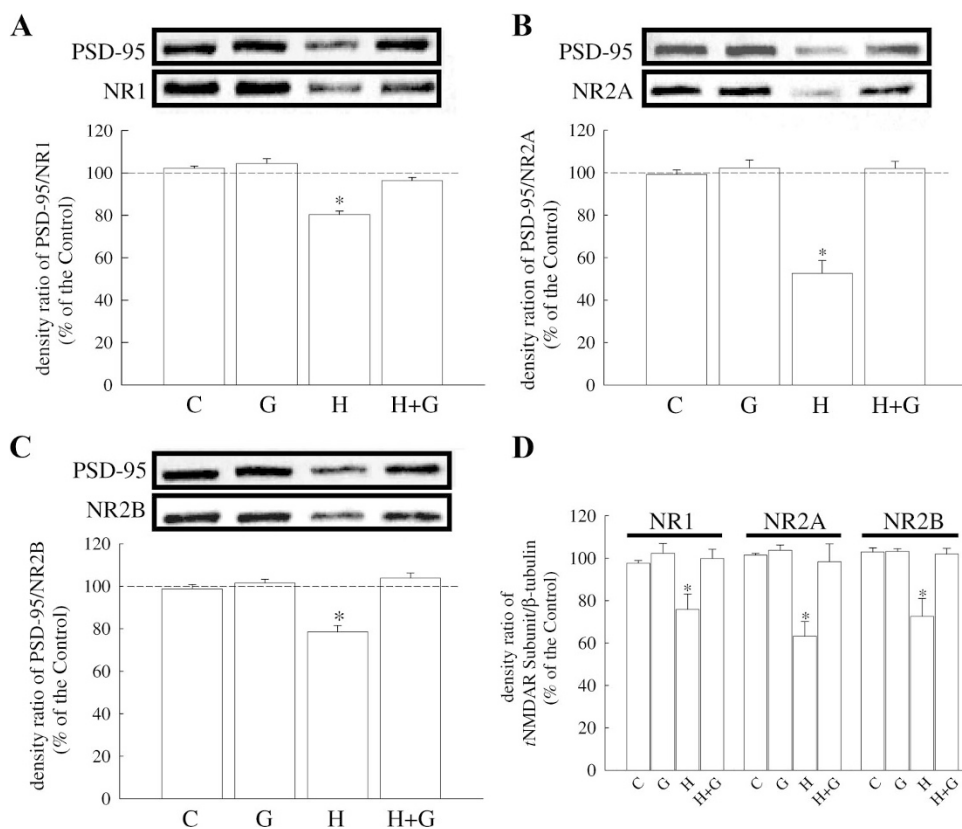 A
PSD-95
NR1
120
100
80
60
40
20
0
density ratio of PSD-95/NR1
(% of the Control)
*
C G H H+G
B
PSD-95
NR2A
120
100
80
60
40
20
0
density ration of PSD-95/NR2A
(% of the Control)
*
C G H H+G
C
PSD-95
NR2B
120
100
80
60
40
20
0
density ratio of PSD-95/NR2B
(% of the Control)
*
C G H H+G
D
NR1 NR2A NR2B
120
100
80
60
40
20
0
density ratio of
tNMDAR Subunit/β-tubulin
(% of the Control)
* * *
C G H H+G C G H H+G C G H H+G